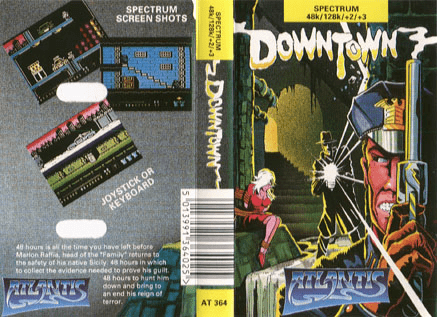 SPECTRUM
SCREEN SHOTS
JOYSTICK OR
KEYBOARD
48 hours is all the time you have left before
Marion Raffia, head of the "Family" returns to
the safety of his native Sicily. 48 hours in which
to collect the evidence needed to prove his guilt.
48 hours to hunt him
down and bring to
an end his reign of
terror.
ATLANTIS
SPECTRUM
48k/128k/+2/+3
DOWNTOWN
5013991364025
AT 364
SPECTRUM
48k/128k/+2/+3
DOWNTOWN
ATLANTIS